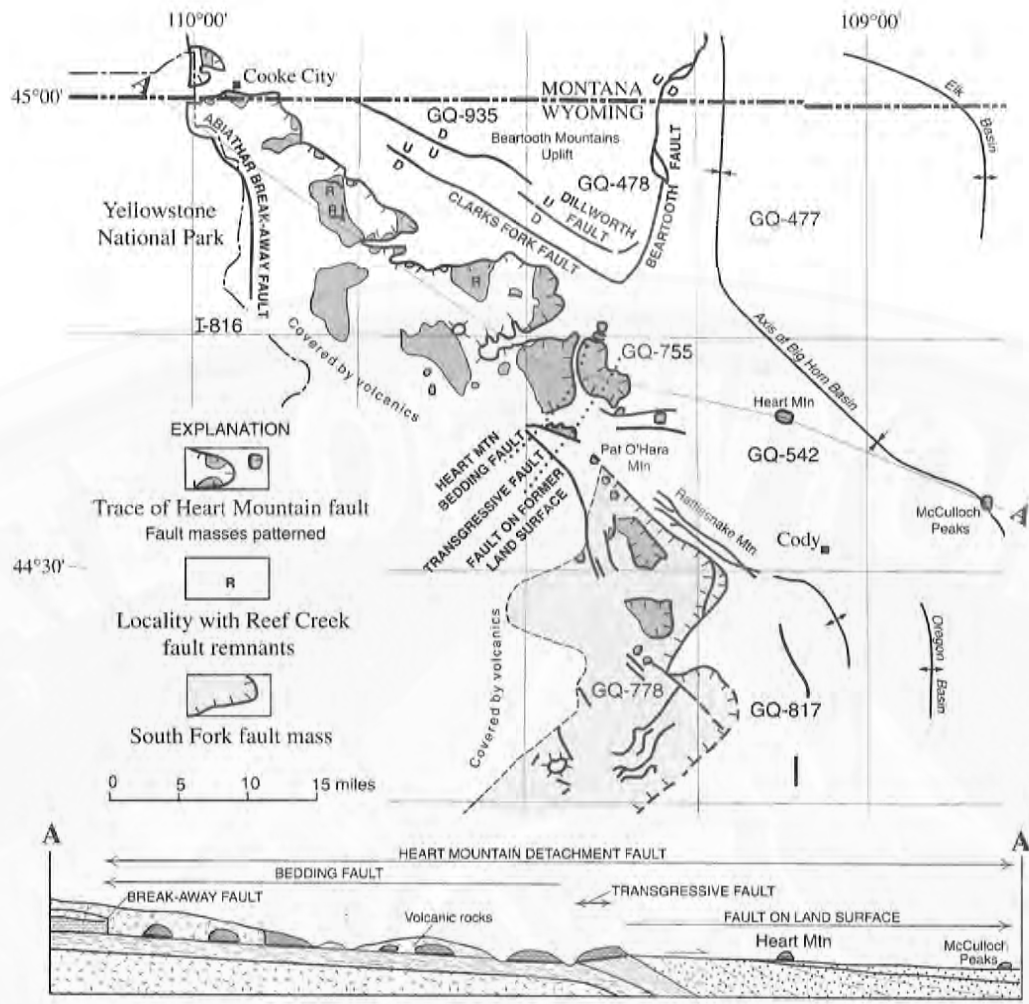 110°00'
109°00'
Cooke City
45°00'
MONTANA
WYOMING
Elk
Basin
GQ-935
D
U
Beartooth Mountains
Uplift
U
D
U
D
GQ-478
U
D
DILLWORTH
FAULT
CLARKS FORK FAULT
BEARTOOTH FAULT
GQ-477
ABIATHAR BREAK-AWAY FAULT
Yellowstone
National Park
R
R
I-816
Covered by volcanics
GQ-755
Axis of Big Horn Basin
Heart Mtn
GQ-542
McCulloch
Peaks
A
A
HEART MTN
BEDDING FAULT
TRANSGRESSIVE FAULT
FAULT ON FORMER
LAND SURFACE
Pat O'Hara
Mtn
Rattlesnake Mtn
Cody
44°30'
EXPLANATION
Trace of Heart Mountain fault
Fault masses patterned
R
Locality with Reef Creek
fault remnants
South Fork fault mass
Covered by volcanics
GQ-778
GQ-817
Oregon
Basin
0 5 10 15 miles
A
A
HEART MOUNTAIN DETACHMENT FAULT
BEDDING FAULT
TRANSGRESSIVE FAULT
BREAK-AWAY FAULT
Volcanic rocks
FAULT ON LAND SURFACE
Heart Mtn
McCulloch
Peaks